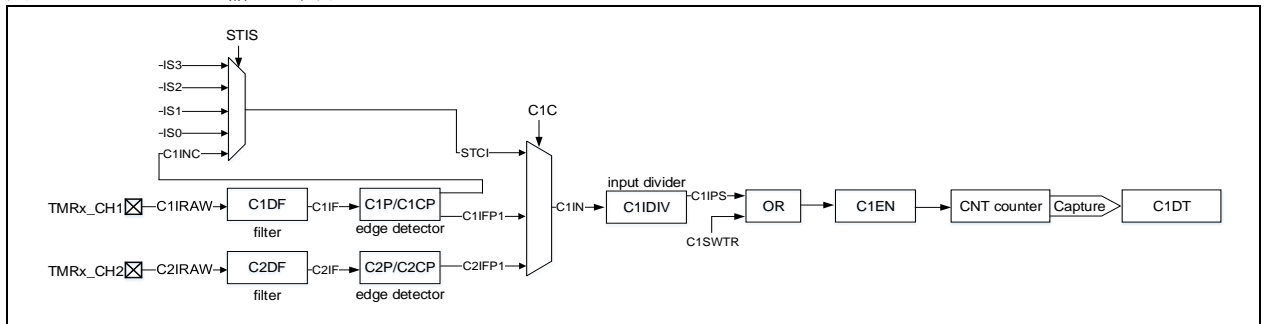 STIS
IS3
IS2
IS1
IS0
C1INC
C1C
STCI
TMRx_CH1
C1IRAW
C1DF
C1IF
C1P/C1CP
C1IFP1
filter
edge detector
C1IN
input divider
C1IDIV
C1IPS
C1SWTR
OR
C1EN
CNT counter
Capture
C1DT
TMRx_CH2
C2IRAW
C2DF
C2IF
C2P/C2CP
C2IFP1
filter
edge detector